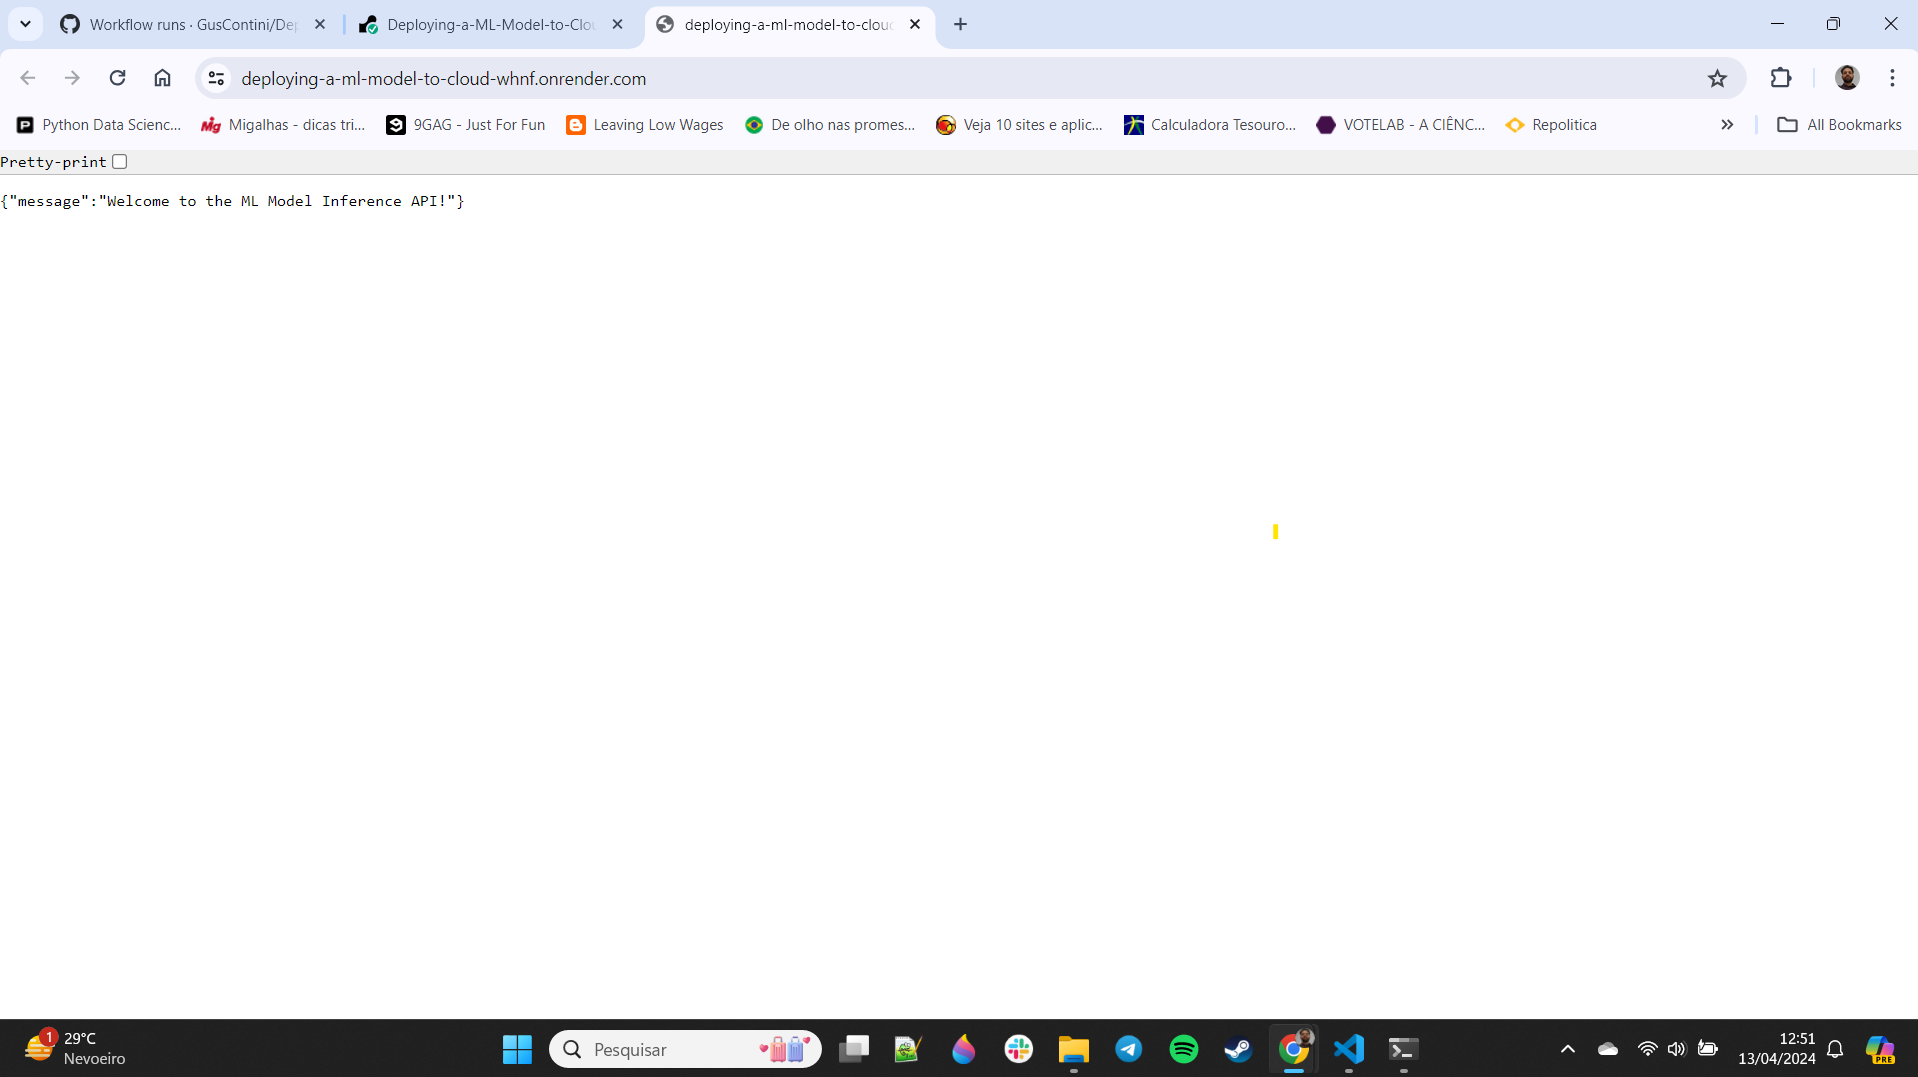 Workflow runs · GusContini/Dep
Deploying-a-ML-Model-to-Clou
deploying-a-ml-model-to-cloud
deploying-a-ml-model-to-cloud-whnf.onrender.com
Python Data Scienc...
Migalhas - dicas tri...
9GAG - Just For Fun
Leaving Low Wages
De olho nas promes...
Veja 10 sites e aplic...
Calculadora Tesouro...
VOTELAB - A CIÊNC...
Repolitica
All Bookmarks
Pretty-print
{"message":"Welcome to the ML Model Inference API!"}
1
29°C
Nevoeiro
Pesquisar
12:51
13/04/2024
PRE